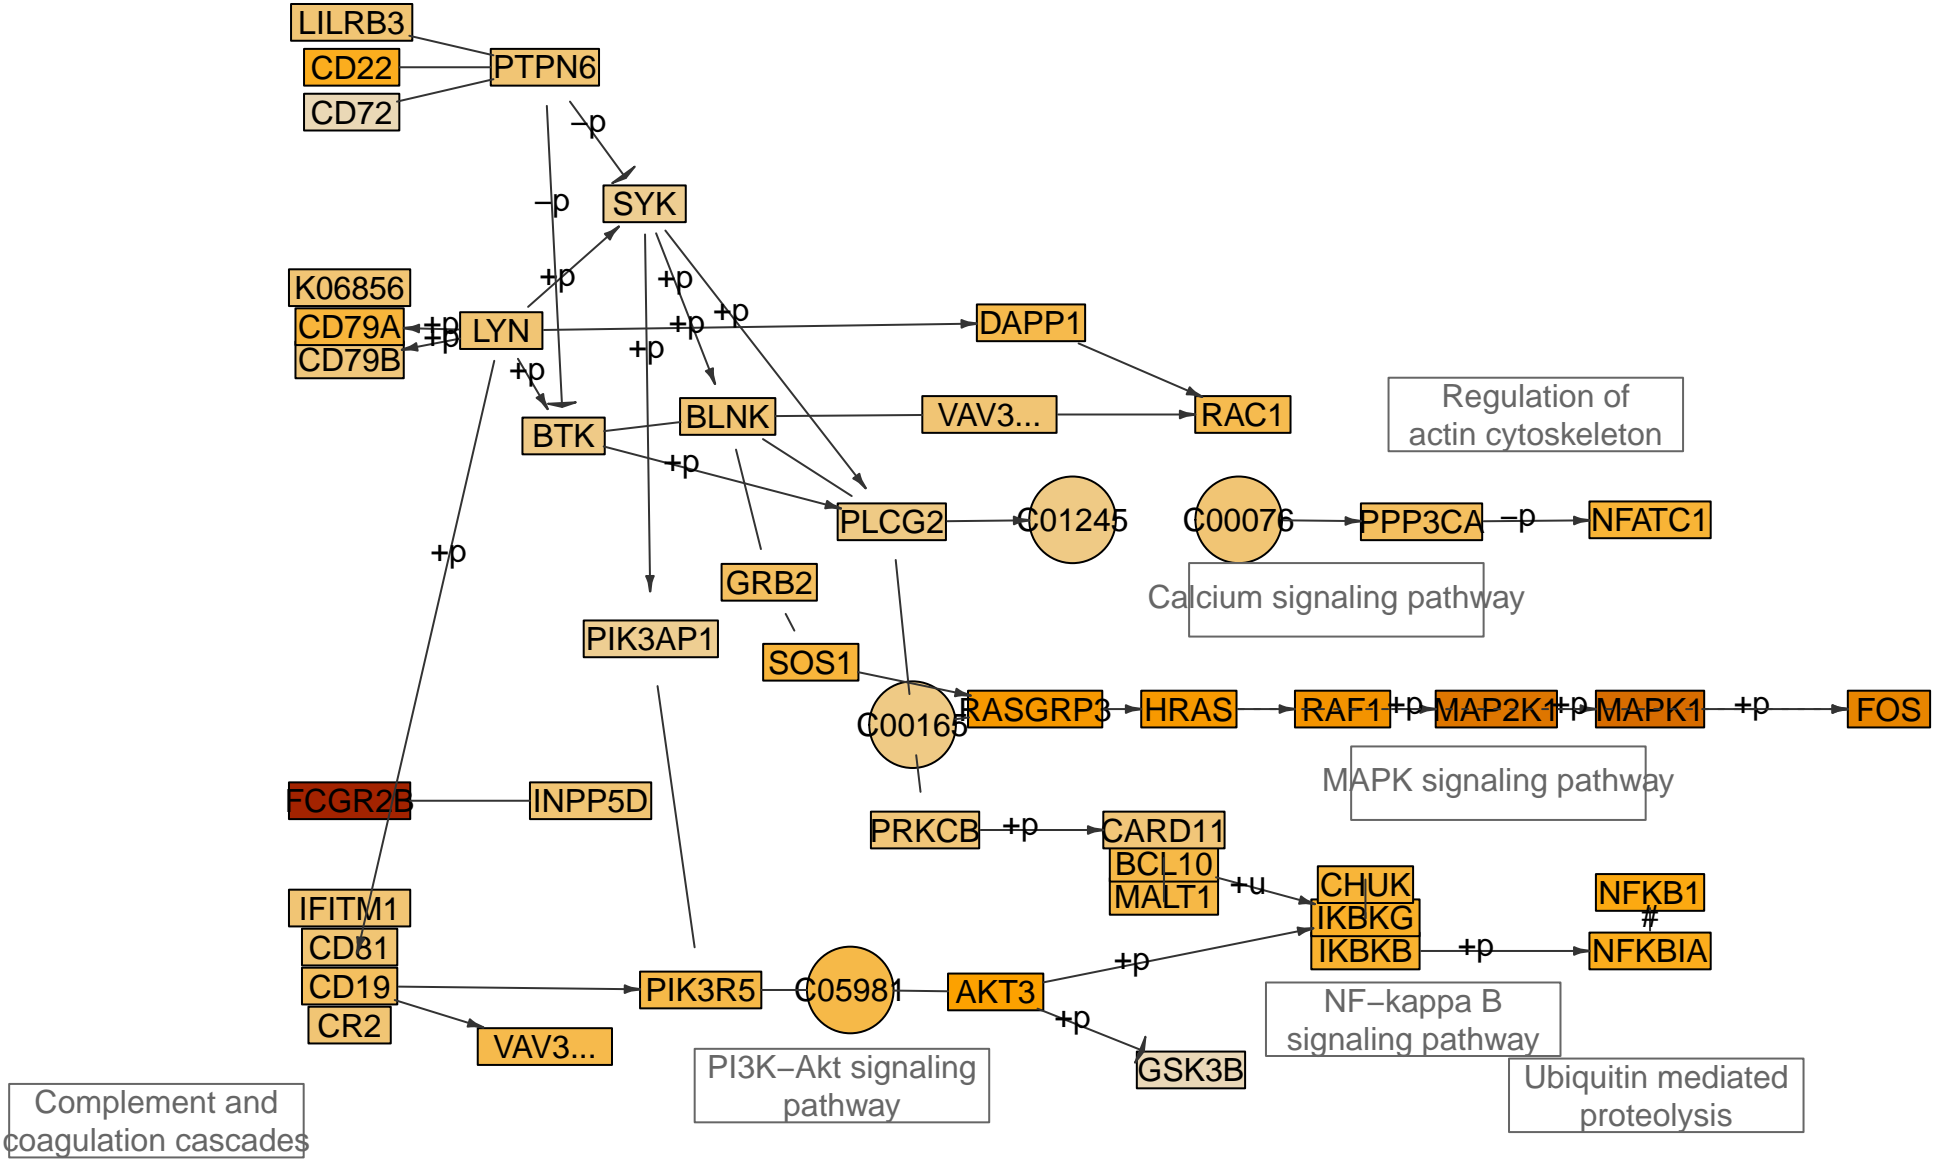 LILRB3
CD22
PTPN6
CD72
−p
SYK
−p
+p
+p
K06856
+p
CD79A
+p
LYN
+p
DAPP1
CD79B
+p
+p
+p
Regulation of
actin cytoskeleton
BTK
BLNK
VAV3...
RAC1
+p
PLCG2
C01245
C00076
PPP3CA
−p
NFATC1
+p
GRB2
Calcium signaling pathway
PIK3AP1
SOS1
C00165
RASGRP3
HRAS
RAF1
+p
MAP2K1
+p
MAPK1
+p
FOS
MAPK signaling pathway
FCGR2B
INPP5D
PRKCB
+p
CARD11
BCL10
MALT1
+u
CHUK
IKBKG
IKBKB
NFKB1
#
+p
NFKBIA
IFITM1
CD81
CD19
CR2
PIK3R5
C05981
AKT3
+p
+p
VAV3...
GSK3B
NF−kappa B
signaling pathway
PI3K−Akt signaling
pathway
Ubiquitin mediated
proteolysis
Complement and
coagulation cascades